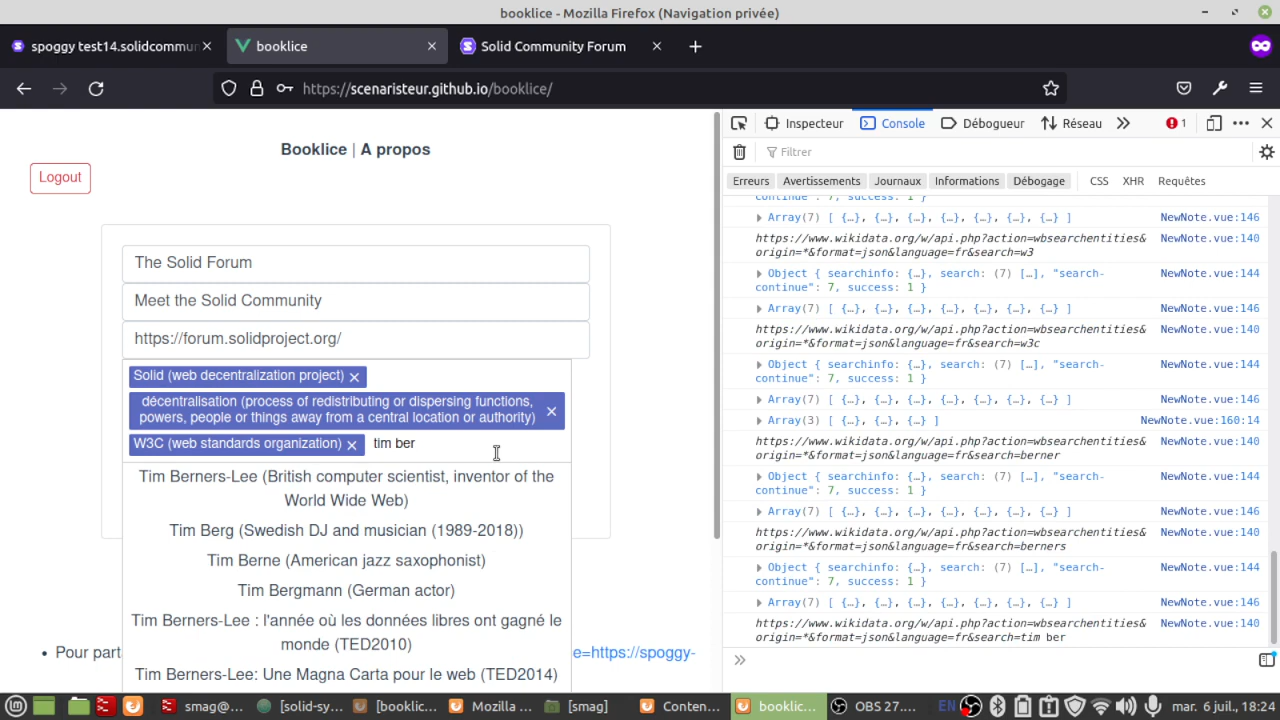 booklice - Mozilla Firefox (Navigation privée)
spoggy test14.solidcommun
booklice
Solid Community Forum
https://scenaristeur.github.io/booklice/
Booklice | A propos
Logout
The Solid Forum
Meet the Solid Community
https://forum.solidproject.org/
Solid (web decentralization project)
décentralisation (process of redistributing or dispersing functions,
powers, people or things away from a central location or authority)
W3C (web standards organization) tim ber
Tim Berners-Lee (British computer scientist, inventor of the
World Wide Web)
Tim Berg (Swedish DJ and musician (1989-2018))
Tim Berne (American jazz saxophonist)
Tim Bergmann (German actor)
Tim Berners-Lee : l'année où les données libres ont gagné le
monde (TED2010)
Tim Berners-Lee: Une Magna Carta pour le web (TED2014)
Pour part
e=https://spoggy-
Inspecteur Console Débogueur Réseau 1
Filtrer
Erreurs Avertissements Journaux Informations Débogage CSS XHR Requêtes
continue": 7, success: 1 }
Array(7) [ {…}, {…}, {…}, {…}, {…}, {…}, {…} ] NewNote.vue:146
https://www.wikidata.org/w/api.php?action=wbsearchentities& NewNote.vue:140
origin=*&format=json&language=fr&search=w3
Object { searchinfo: {…}, search: (7) […], "search- NewNote.vue:144
continue": 7, success: 1 }
Array(7) [ {…}, {…}, {…}, {…}, {…}, {…}, {…} ] NewNote.vue:146
https://www.wikidata.org/w/api.php?action=wbsearchentities& NewNote.vue:140
origin=*&format=json&language=fr&search=w3c
Object { searchinfo: {…}, search: (7) […], "search- NewNote.vue:144
continue": 7, success: 1 }
Array(7) [ {…}, {…}, {…}, {…}, {…}, {…}, {…} ] NewNote.vue:146
Array(3) [ {…}, {…}, {…} ] NewNote.vue:160:14
https://www.wikidata.org/w/api.php?action=wbsearchentities& NewNote.vue:140
origin=*&format=json&language=fr&search=berner
Object { searchinfo: {…}, search: (7) […], "search- NewNote.vue:144
continue": 7, success: 1 }
Array(7) [ {…}, {…}, {…}, {…}, {…}, {…}, {…} ] NewNote.vue:146
https://www.wikidata.org/w/api.php?action=wbsearchentities& NewNote.vue:140
origin=*&format=json&language=fr&search=berners
Object { searchinfo: {…}, search: (7) […], "search- NewNote.vue:144
continue": 7, success: 1 }
Array(7) [ {…}, {…}, {…}, {…}, {…}, {…}, {…} ] NewNote.vue:146
https://www.wikidata.org/w/api.php?action=wbsearchentities& NewNote.vue:140
origin=*&format=json&language=fr&search=tim ber
smag@... [solid-sy... [booklic... Mozilla ... [smag] Conten... booklic... OBS 27.... EN mar. 6 juil., 18:24